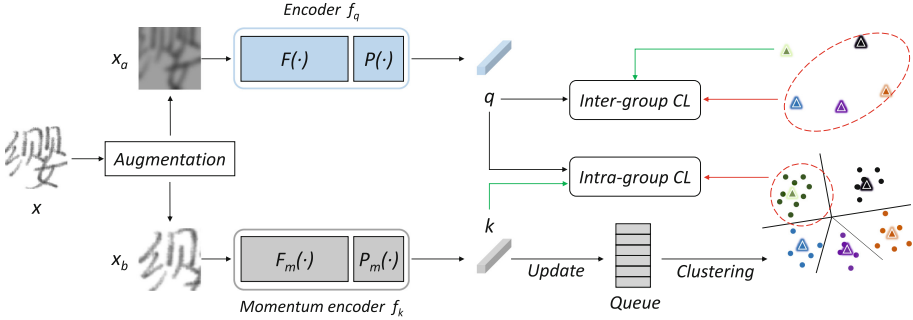 Encoder f_q
x_a
F(·)
P(·)
q
Inter-group CL
缨
x
Augmentation
Intra-group CL
k
x_b
F_m(·)
P_m(·)
Momentum encoder f_k
Update
Queue
Clustering